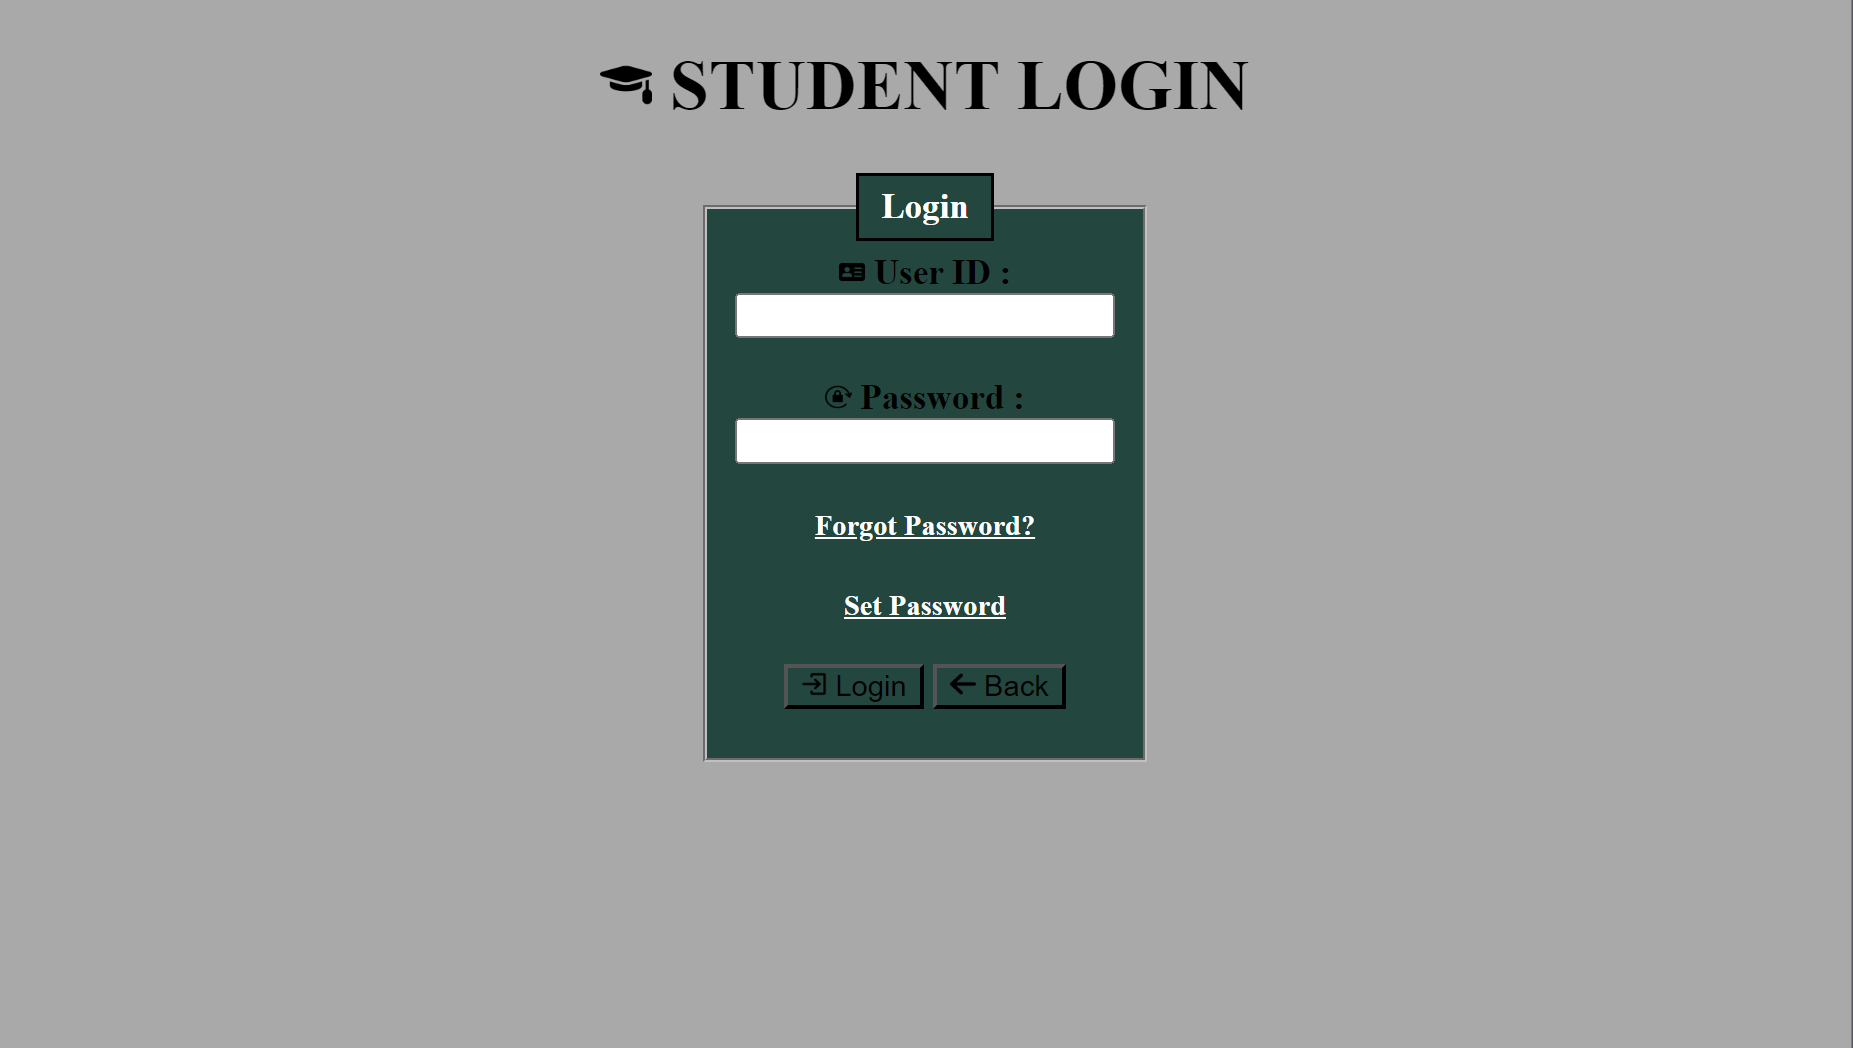 STUDENT LOGIN
Login
User ID :
Password :
Forgot Password?
Set Password
Login
Back